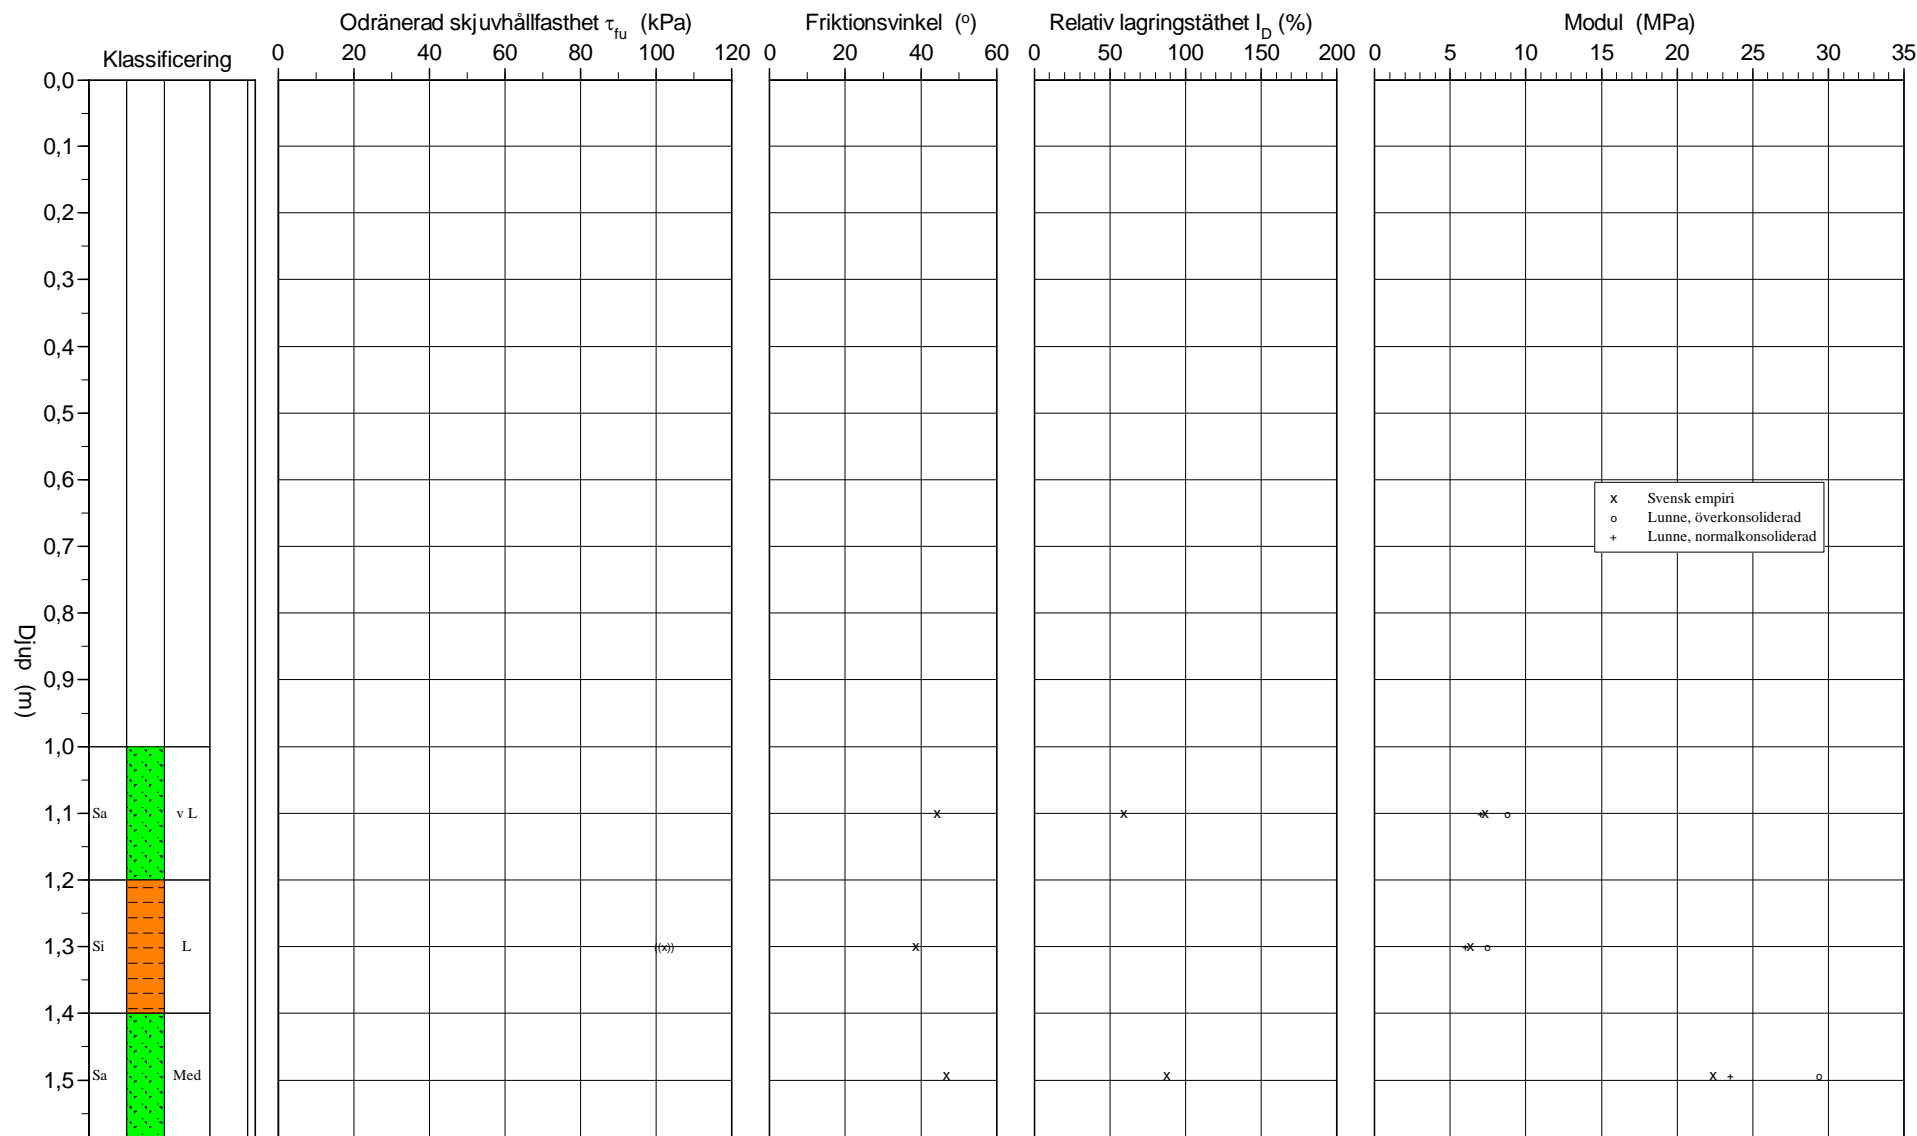 Odränerad skjuvhållfasthet τfu (kPa)
Friktionsvinkel (o)
Relativ lagringstäthet ID (%)
Modul (MPa)
Klassificering
0 20 40 60 80 100 120
0 20 40 60
0 50 100 150 200
0 5 10 15 20 25 30 35
0,0
0,1
0,2
0,3
0,4
0,5
0,6
x Svensk empiri
o Lunne, överkonsoliderad
+ Lunne, normalkonsoliderad
0,7
0,8
0,9
Djup (m)
1,0
1,1 Sa v L
x
x
+ x o
1,2
1,3 Si L
((x))
x
+ x o
1,4
1,5 Sa Med
x
x
x + o